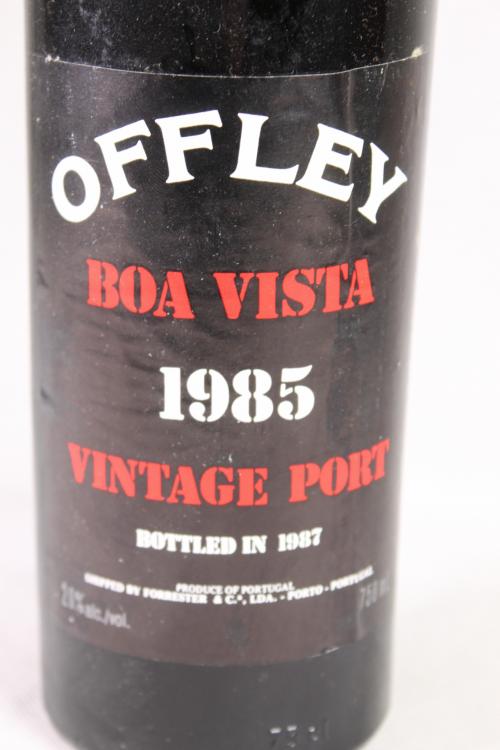 OFFLEY
BOA VISTA
1985
VINTAGE PORT
BOTTLED IN 1987
PRODUCE OF PORTUGAL
SHIPPED BY FORRESTER & C.ª, LDA. - PORTO - PORTUGAL
20% alc./vol.
750 ml